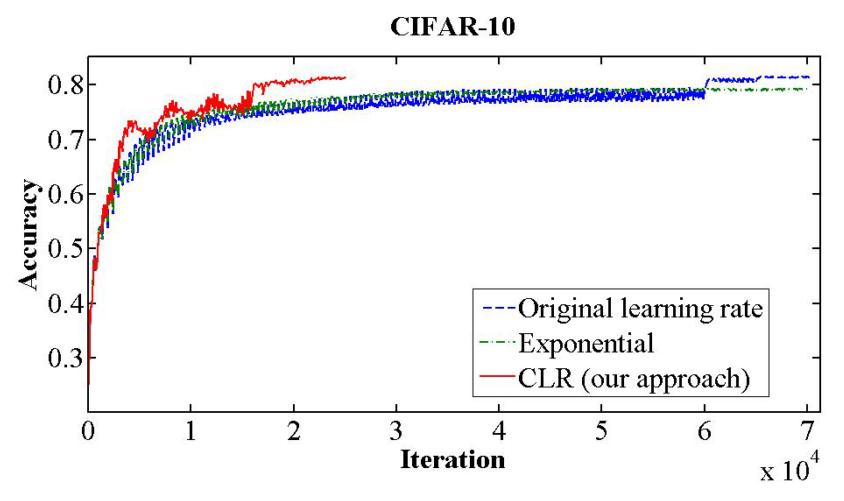 CIFAR-10
Accuracy
0.8
0.7
0.6
0.5
0.4
0.3
Original learning rate
Exponential
CLR (our approach)
0 1 2 3 4 5 6 7
Iteration
x 10^4